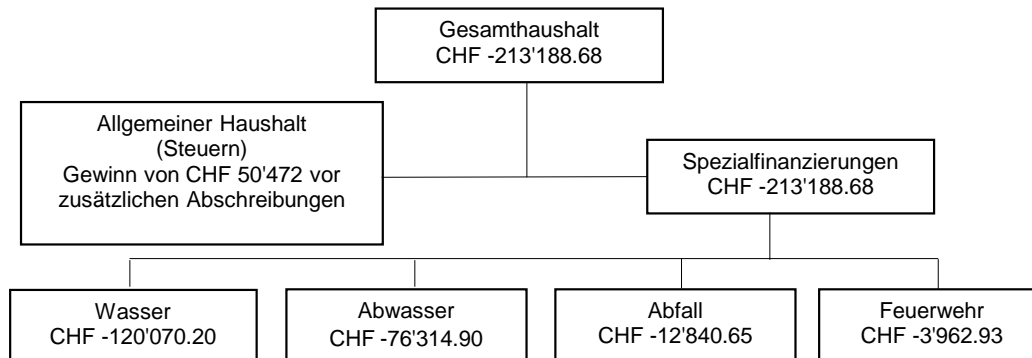 Gesamthaushalt
CHF -213'188.68
Allgemeiner Haushalt
(Steuern)
Gewinn von CHF 50'472 vor
zusätzlichen Abschreibungen
Spezialfinanzierungen
CHF -213'188.68
Wasser
CHF -120'070.20
Abwasser
CHF -76'314.90
Abfall
CHF -12'840.65
Feuerwehr
CHF -3'962.93